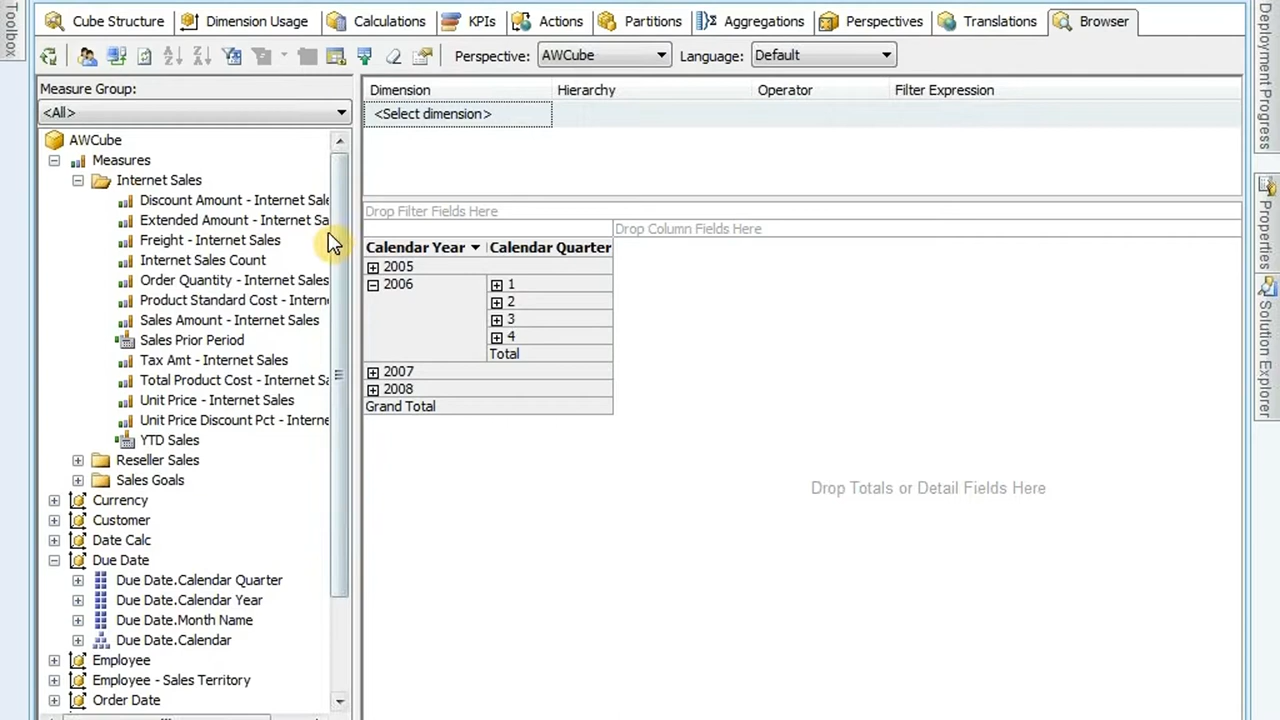 Toolbox
Cube Structure
Dimension Usage
Calculations
KPIs
Actions
Partitions
Aggregations
Perspectives
Translations
Browser
Perspective: AWCube
Language: Default
Measure Group:
<All>
AWCube
Measures
Internet Sales
Discount Amount - Internet Sale
Extended Amount - Internet Sa
Freight - Internet Sales
Internet Sales Count
Order Quantity - Internet Sales
Product Standard Cost - Intern
Sales Amount - Internet Sales
Sales Prior Period
Tax Amt - Internet Sales
Total Product Cost - Internet Sa
Unit Price - Internet Sales
Unit Price Discount Pct - Interne
YTD Sales
Reseller Sales
Sales Goals
Currency
Customer
Date Calc
Due Date
Due Date.Calendar Quarter
Due Date.Calendar Year
Due Date.Month Name
Due Date.Calendar
Employee
Employee - Sales Territory
Order Date
Dimension Hierarchy Operator Filter Expression
<Select dimension>
Drop Filter Fields Here
Drop Column Fields Here
Calendar Year Calendar Quarter
2005
2006 1
2
3
4
Total
2007
2008
Grand Total
Drop Totals or Detail Fields Here
Deployment Progress
Properties
Solution Explorer